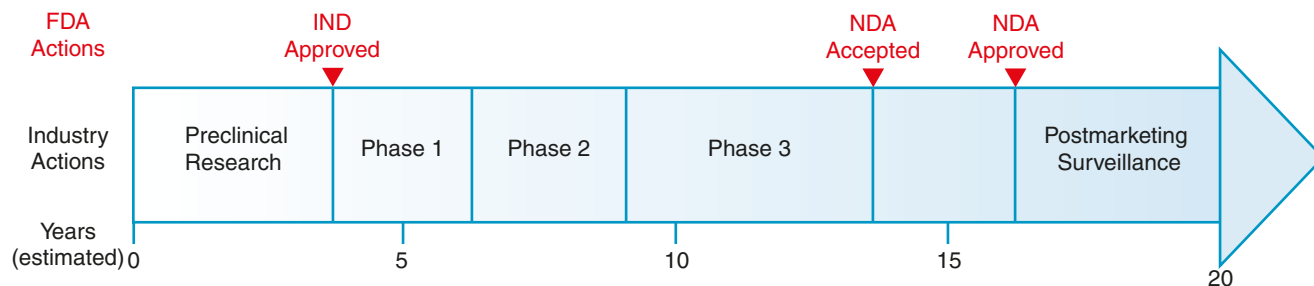 FDA
Actions
IND
Approved
NDA
Accepted
NDA
Approved
Industry
Actions
Preclinical
Research
Phase 1
Phase 2
Phase 3
Postmarketing
Surveillance
Years
(estimated)
0
5
10
15
20